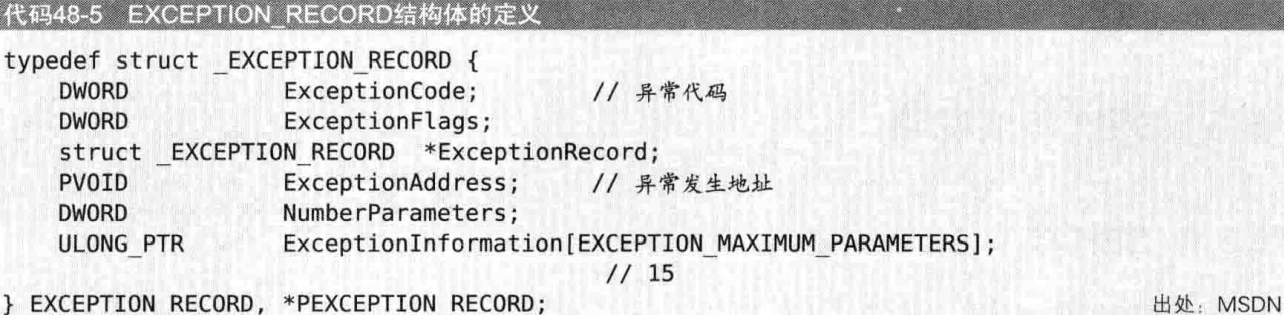 代码48-5 EXCEPTION_RECORD结构体的定义
typedef struct _EXCEPTION_RECORD {
    DWORD           ExceptionCode;        // 异常代码
    DWORD           ExceptionFlags;
    struct _EXCEPTION_RECORD  *ExceptionRecord;
    PVOID           ExceptionAddress;     // 异常发生地址
    DWORD           NumberParameters;
    ULONG_PTR       ExceptionInformation[EXCEPTION_MAXIMUM_PARAMETERS];
                                          // 15
} EXCEPTION_RECORD, *PEXCEPTION_RECORD;
出处：MSDN